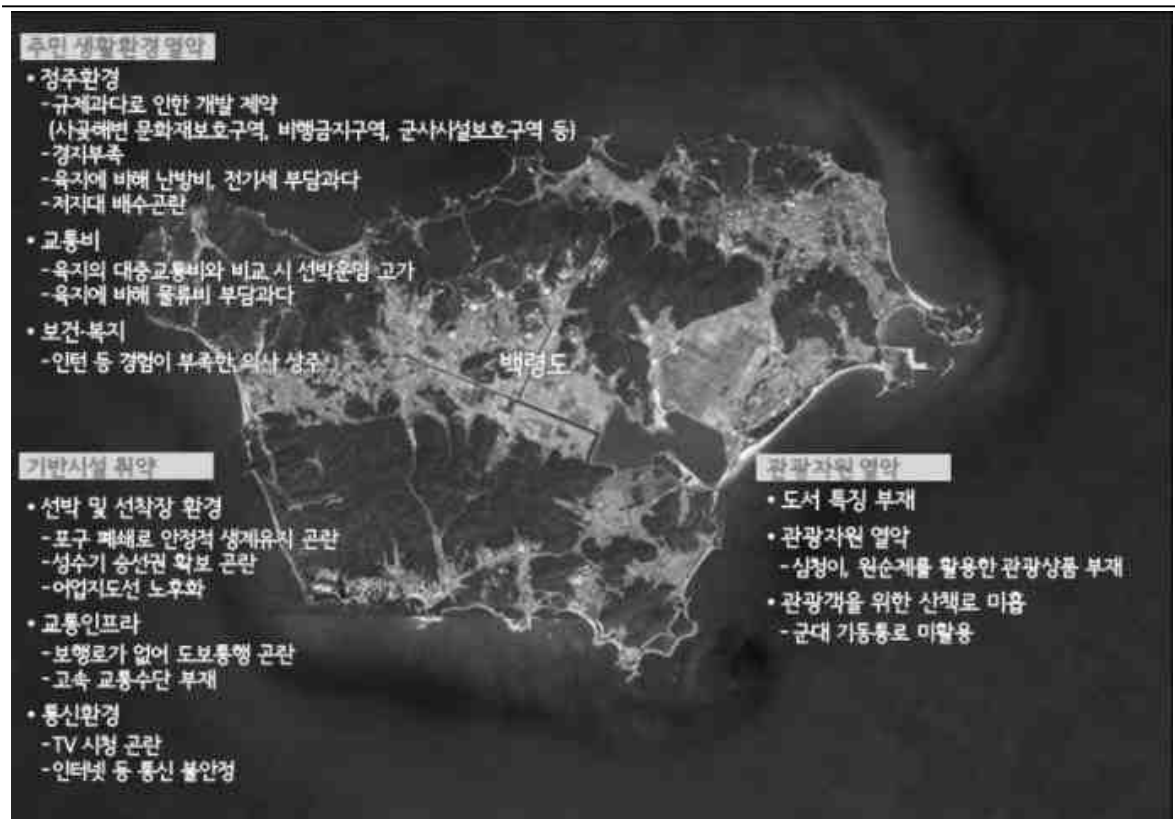 주민 생활환경 열악
• 정주환경
-규제과다로 인한 개발 제약
(사곶해변 문화재보호구역, 비행금지구역, 군사시설보호구역 등)
-경지부족
-육지에 비해 난방비, 전기세 부담과다
-저지대 배수곤란
• 교통비
-육지의 대중교통비와 비교 시 선박운임 고가
-육지에 비해 물류비 부담과다
• 보건·복지
-인턴 등 경험이 부족한 의사 상주
백령도
기반시설 취약
• 선박 및 선착장 환경
-포구 폐쇄로 안정적 생계유지 곤란
-성수기 승선권 확보 곤란
-어업지도선 노후화
• 교통인프라
-보행로가 없어 도보통행 곤란
-고속 교통수단 부재
• 통신환경
-TV 시청 곤란
-인터넷 등 통신 불안정
관광자원 열악
• 도서 특징 부재
• 관광자원 열악
-심청이, 원순제를 활용한 관광상품 부재
• 관광객을 위한 산책로 미흡
-군대 기동통로 미활용